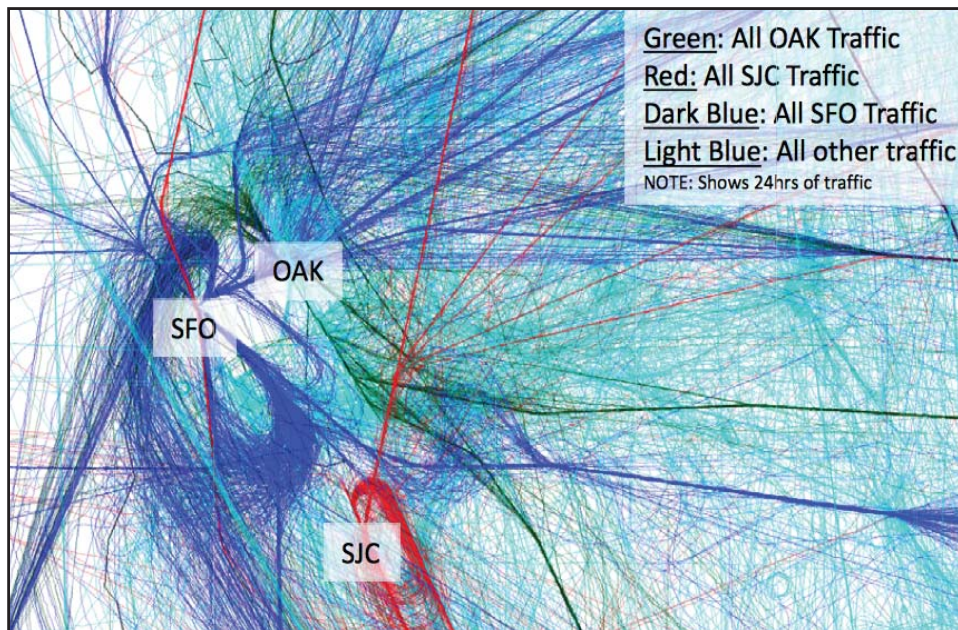 Green: All OAK Traffic
Red: All SJC Traffic
Dark Blue: All SFO Traffic
Light Blue: All other traffic
NOTE: Shows 24hrs of traffic
OAK
SFO
SJC